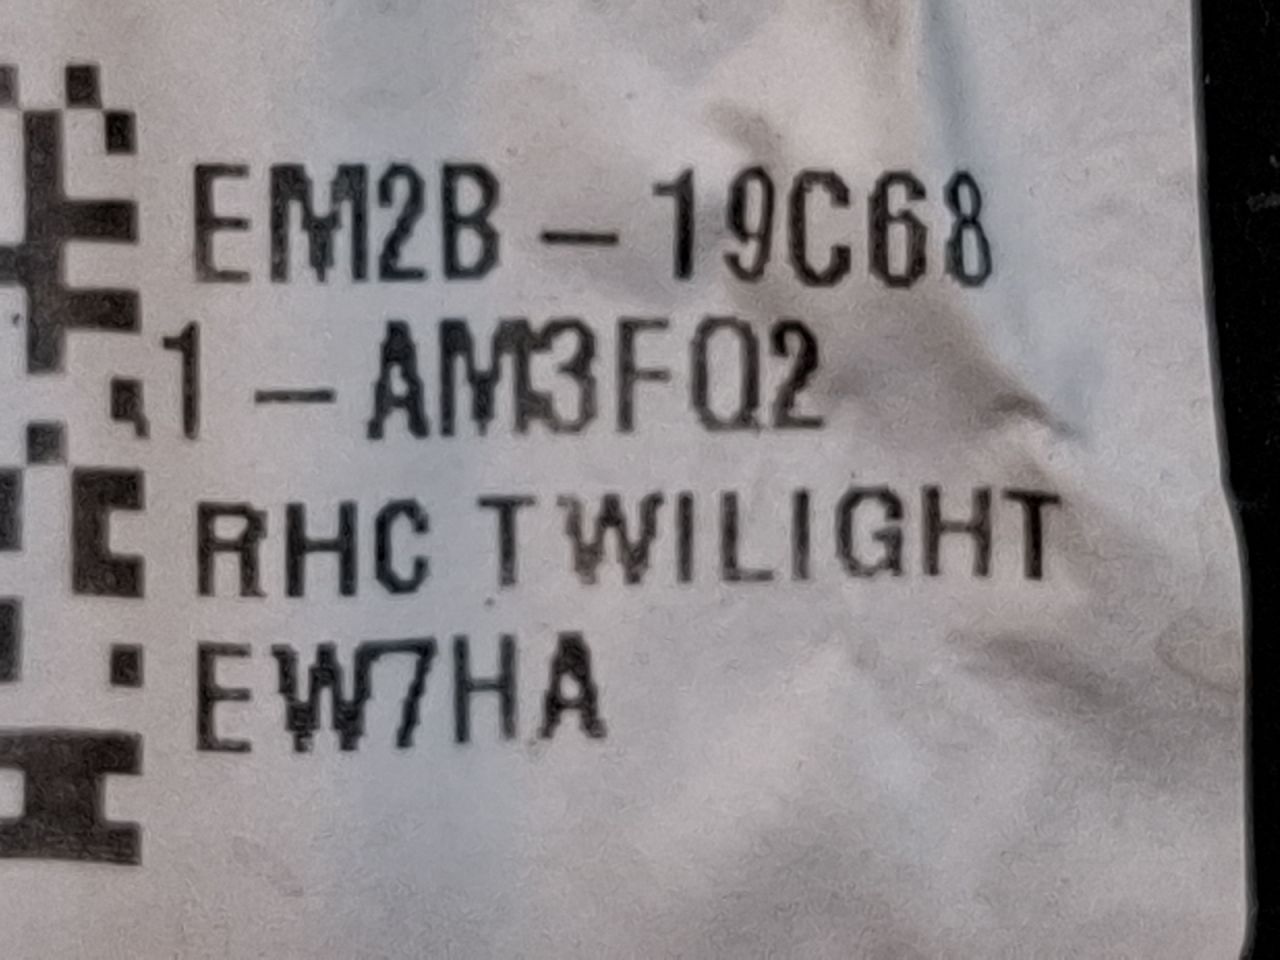 EM2B-19C68
1-AM3FQ2
RHC TWILIGHT
EW7HA